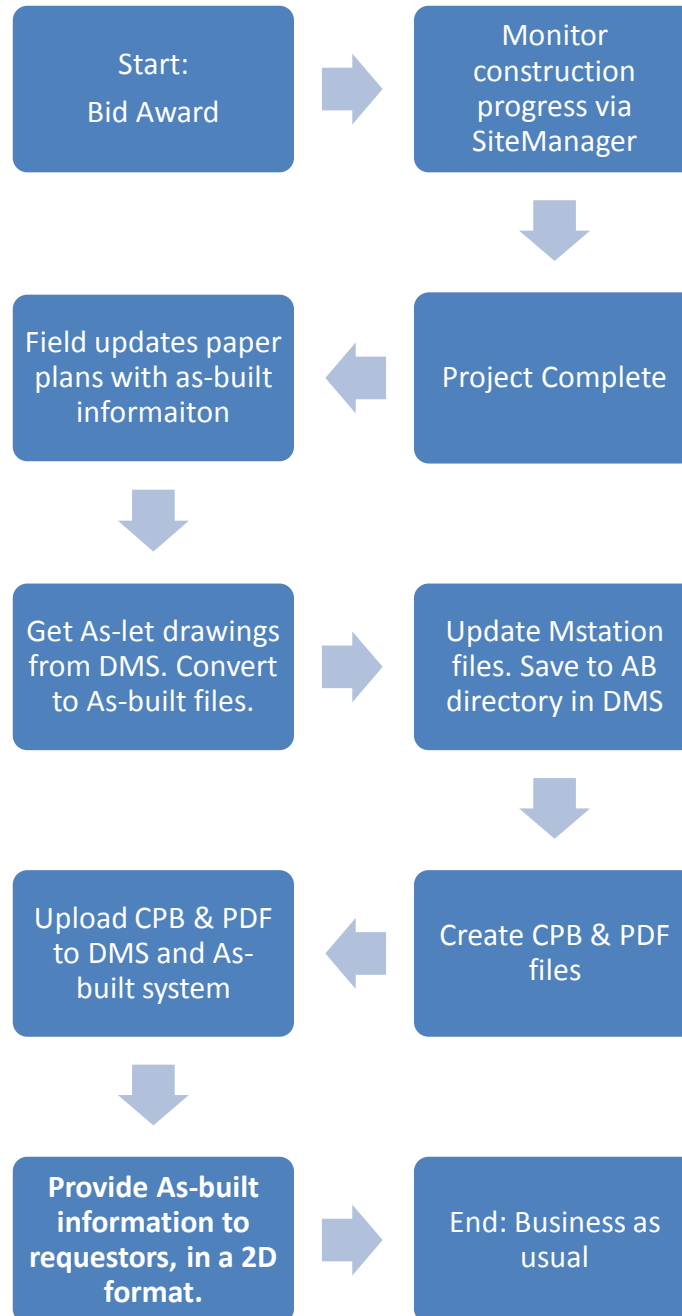 Start:
Bid Award
Monitor
construction
progress via
SiteManager
Project Complete
Field updates paper
plans with as-built
informaiton
Get As-let drawings
from DMS. Convert
to As-built files.
Update Mstation
files. Save to AB
directory in DMS
Create CPB & PDF
files
Upload CPB & PDF
to DMS and As-
built system
Provide As-built
information to
requestors, in a 2D
format.
End: Business as
usual